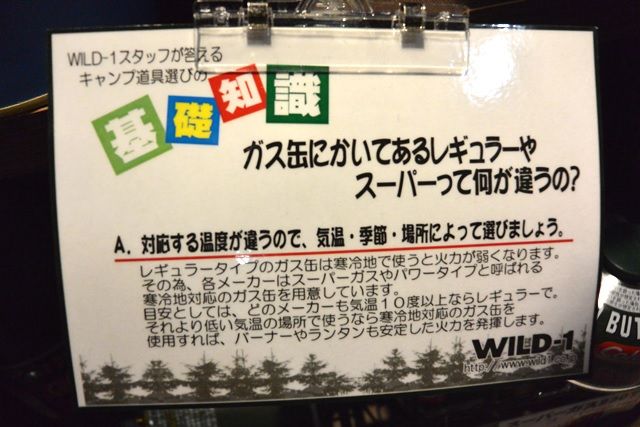 WILD-1スタッフが答える
キャンプ道具選びの
基礎知識
ガス缶にかいてあるレギュラーや
スーパーって何が違うの?
A. 対応する温度が違うので、気温・季節・場所によって選びましょう。
レギュラータイプのガス缶は寒冷地で使うと火力が弱くなります。
その為、各メーカーはスーパーガスやパワータイプと呼ばれる
寒冷地対応のガス缶を用意しています。
目安としては、どのメーカーも気温10度以上ならレギュラーで。
それより低い気温の場所で使うなら寒冷地対応のガス缶を
使用すれば、バーナーやランタンも安定した火力を発揮します。
WILD-1
http://www.wild1.co.jp
BUT